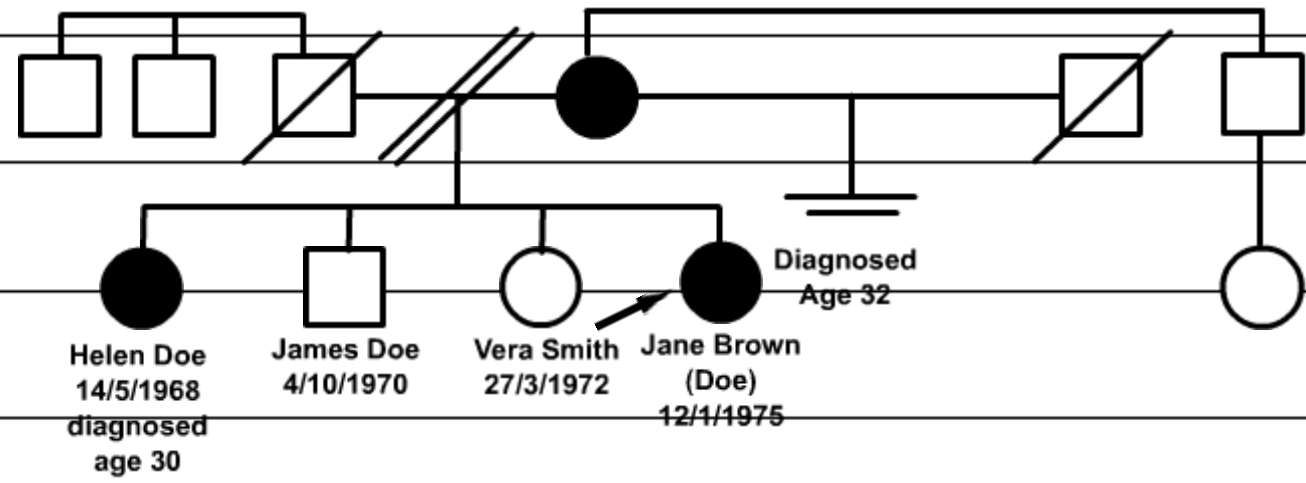 Diagnosed
Age 32
Helen Doe
14/5/1968
diagnosed
age 30
James Doe
4/10/1970
Vera Smith
27/3/1972
Jane Brown
(Doe)
12/1/1975